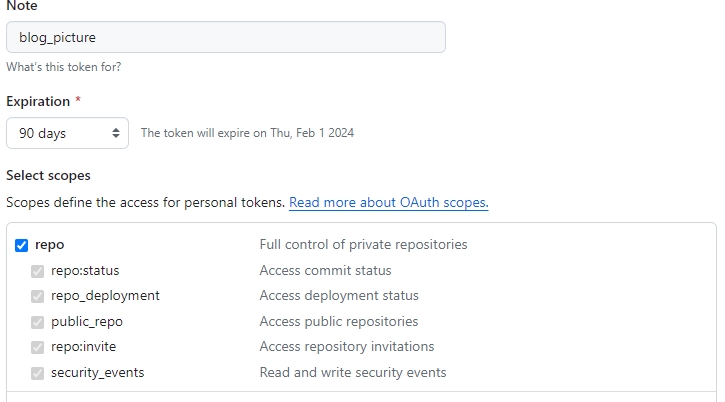 Note
blog_picture
What's this token for?
Expiration *
90 days The token will expire on Thu, Feb 1 2024
Select scopes
Scopes define the access for personal tokens. Read more about OAuth scopes.
repo Full control of private repositories
repo:status Access commit status
repo_deployment Access deployment status
public_repo Access public repositories
repo:invite Access repository invitations
security_events Read and write security events